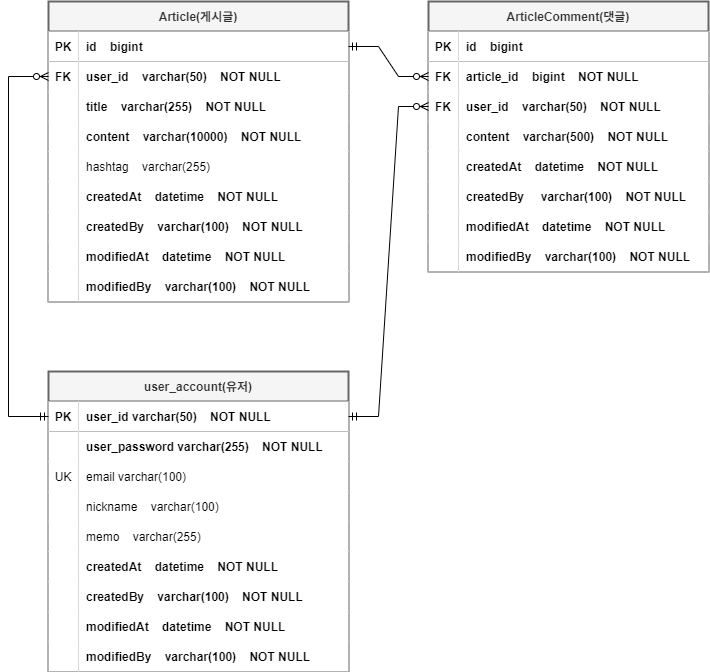 Article(게시글)
PK id bigint
FK user_id varchar(50) NOT NULL
title varchar(255) NOT NULL
content varchar(10000) NOT NULL
hashtag varchar(255)
createdAt datetime NOT NULL
createdBy varchar(100) NOT NULL
modifiedAt datetime NOT NULL
modifiedBy varchar(100) NOT NULL
ArticleComment(댓글)
PK id bigint
FK article_id bigint NOT NULL
FK user_id varchar(50) NOT NULL
content varchar(500) NOT NULL
createdAt datetime NOT NULL
createdBy varchar(100) NOT NULL
modifiedAt datetime NOT NULL
modifiedBy varchar(100) NOT NULL
user_account(유저)
PK user_id varchar(50) NOT NULL
user_password varchar(255) NOT NULL
UK email varchar(100)
nickname varchar(100)
memo varchar(255)
createdAt datetime NOT NULL
createdBy varchar(100) NOT NULL
modifiedAt datetime NOT NULL
modifiedBy varchar(100) NOT NULL